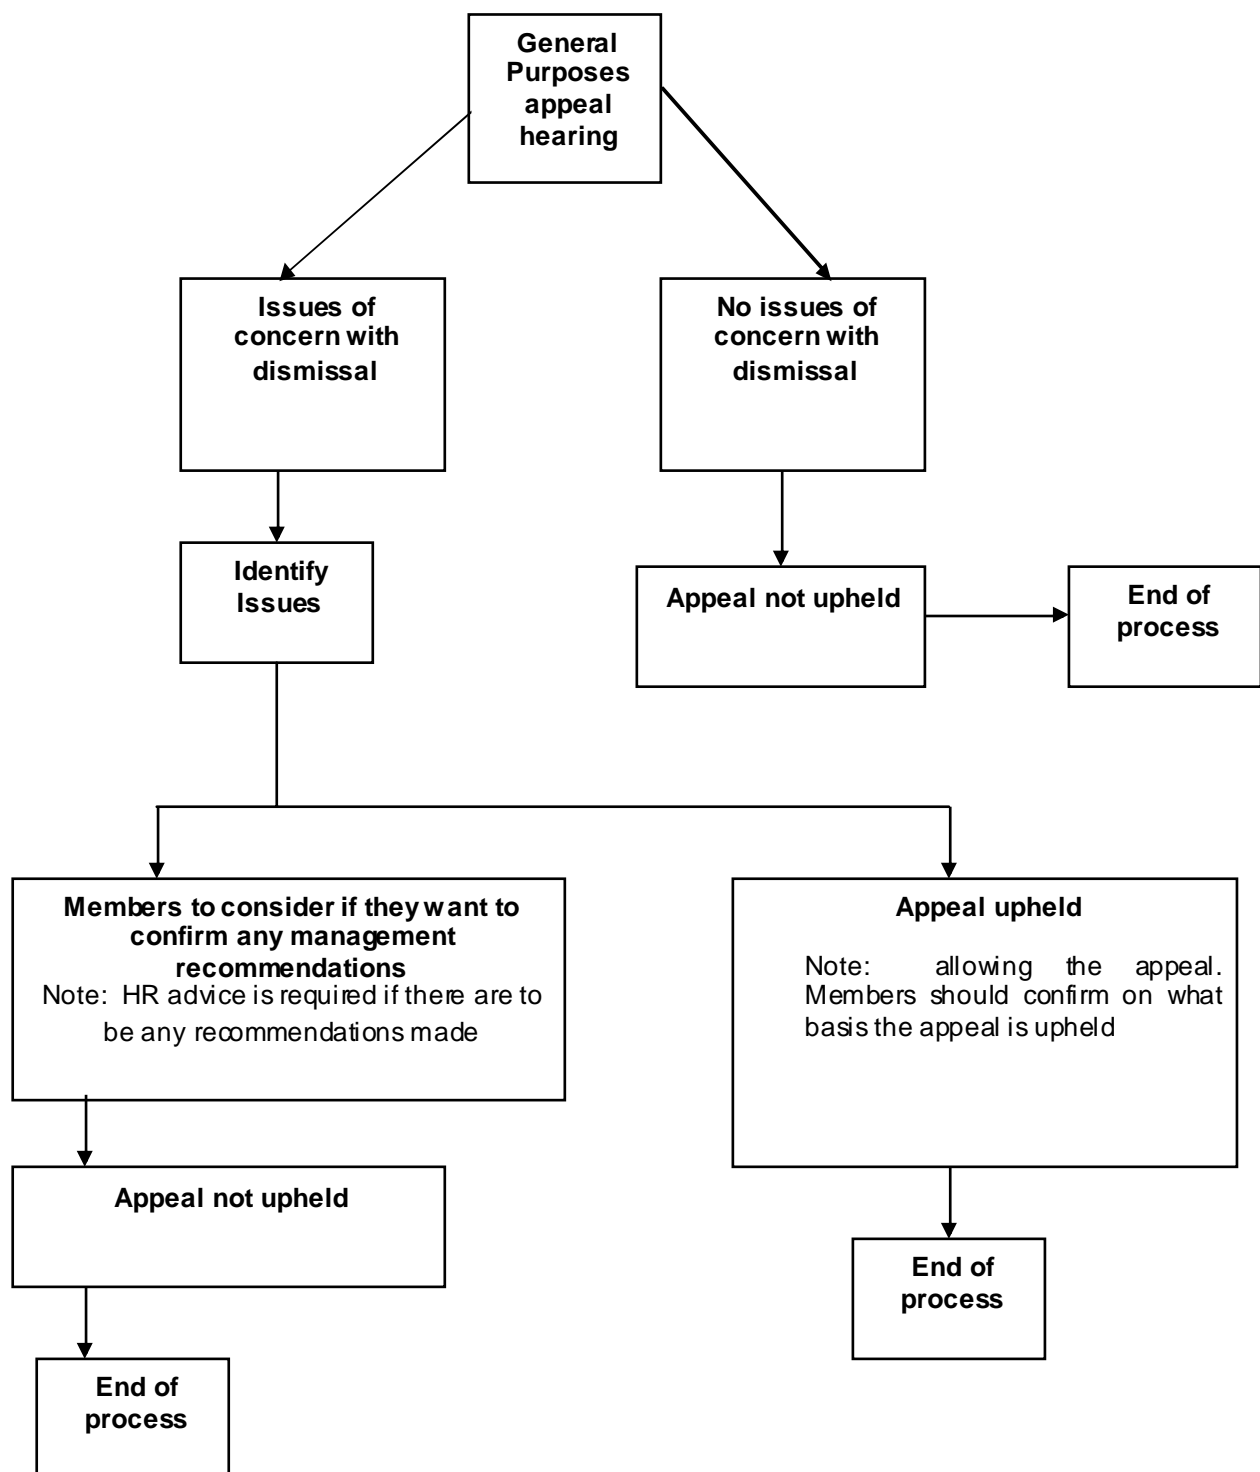 General
Purposes
appeal
hearing
Issues of
concern with
dismissal
No issues of
concern with
dismissal
Identify
Issues
Appeal not upheld
End of
process
Members to consider if they want to
confirm any management
recommendations
Note: HR advice is required if there are to
be any recommendations made
Appeal upheld
Note: allowing the appeal.
Members should confirm on what
basis the appeal is upheld
Appeal not upheld
End of
process
End of
process